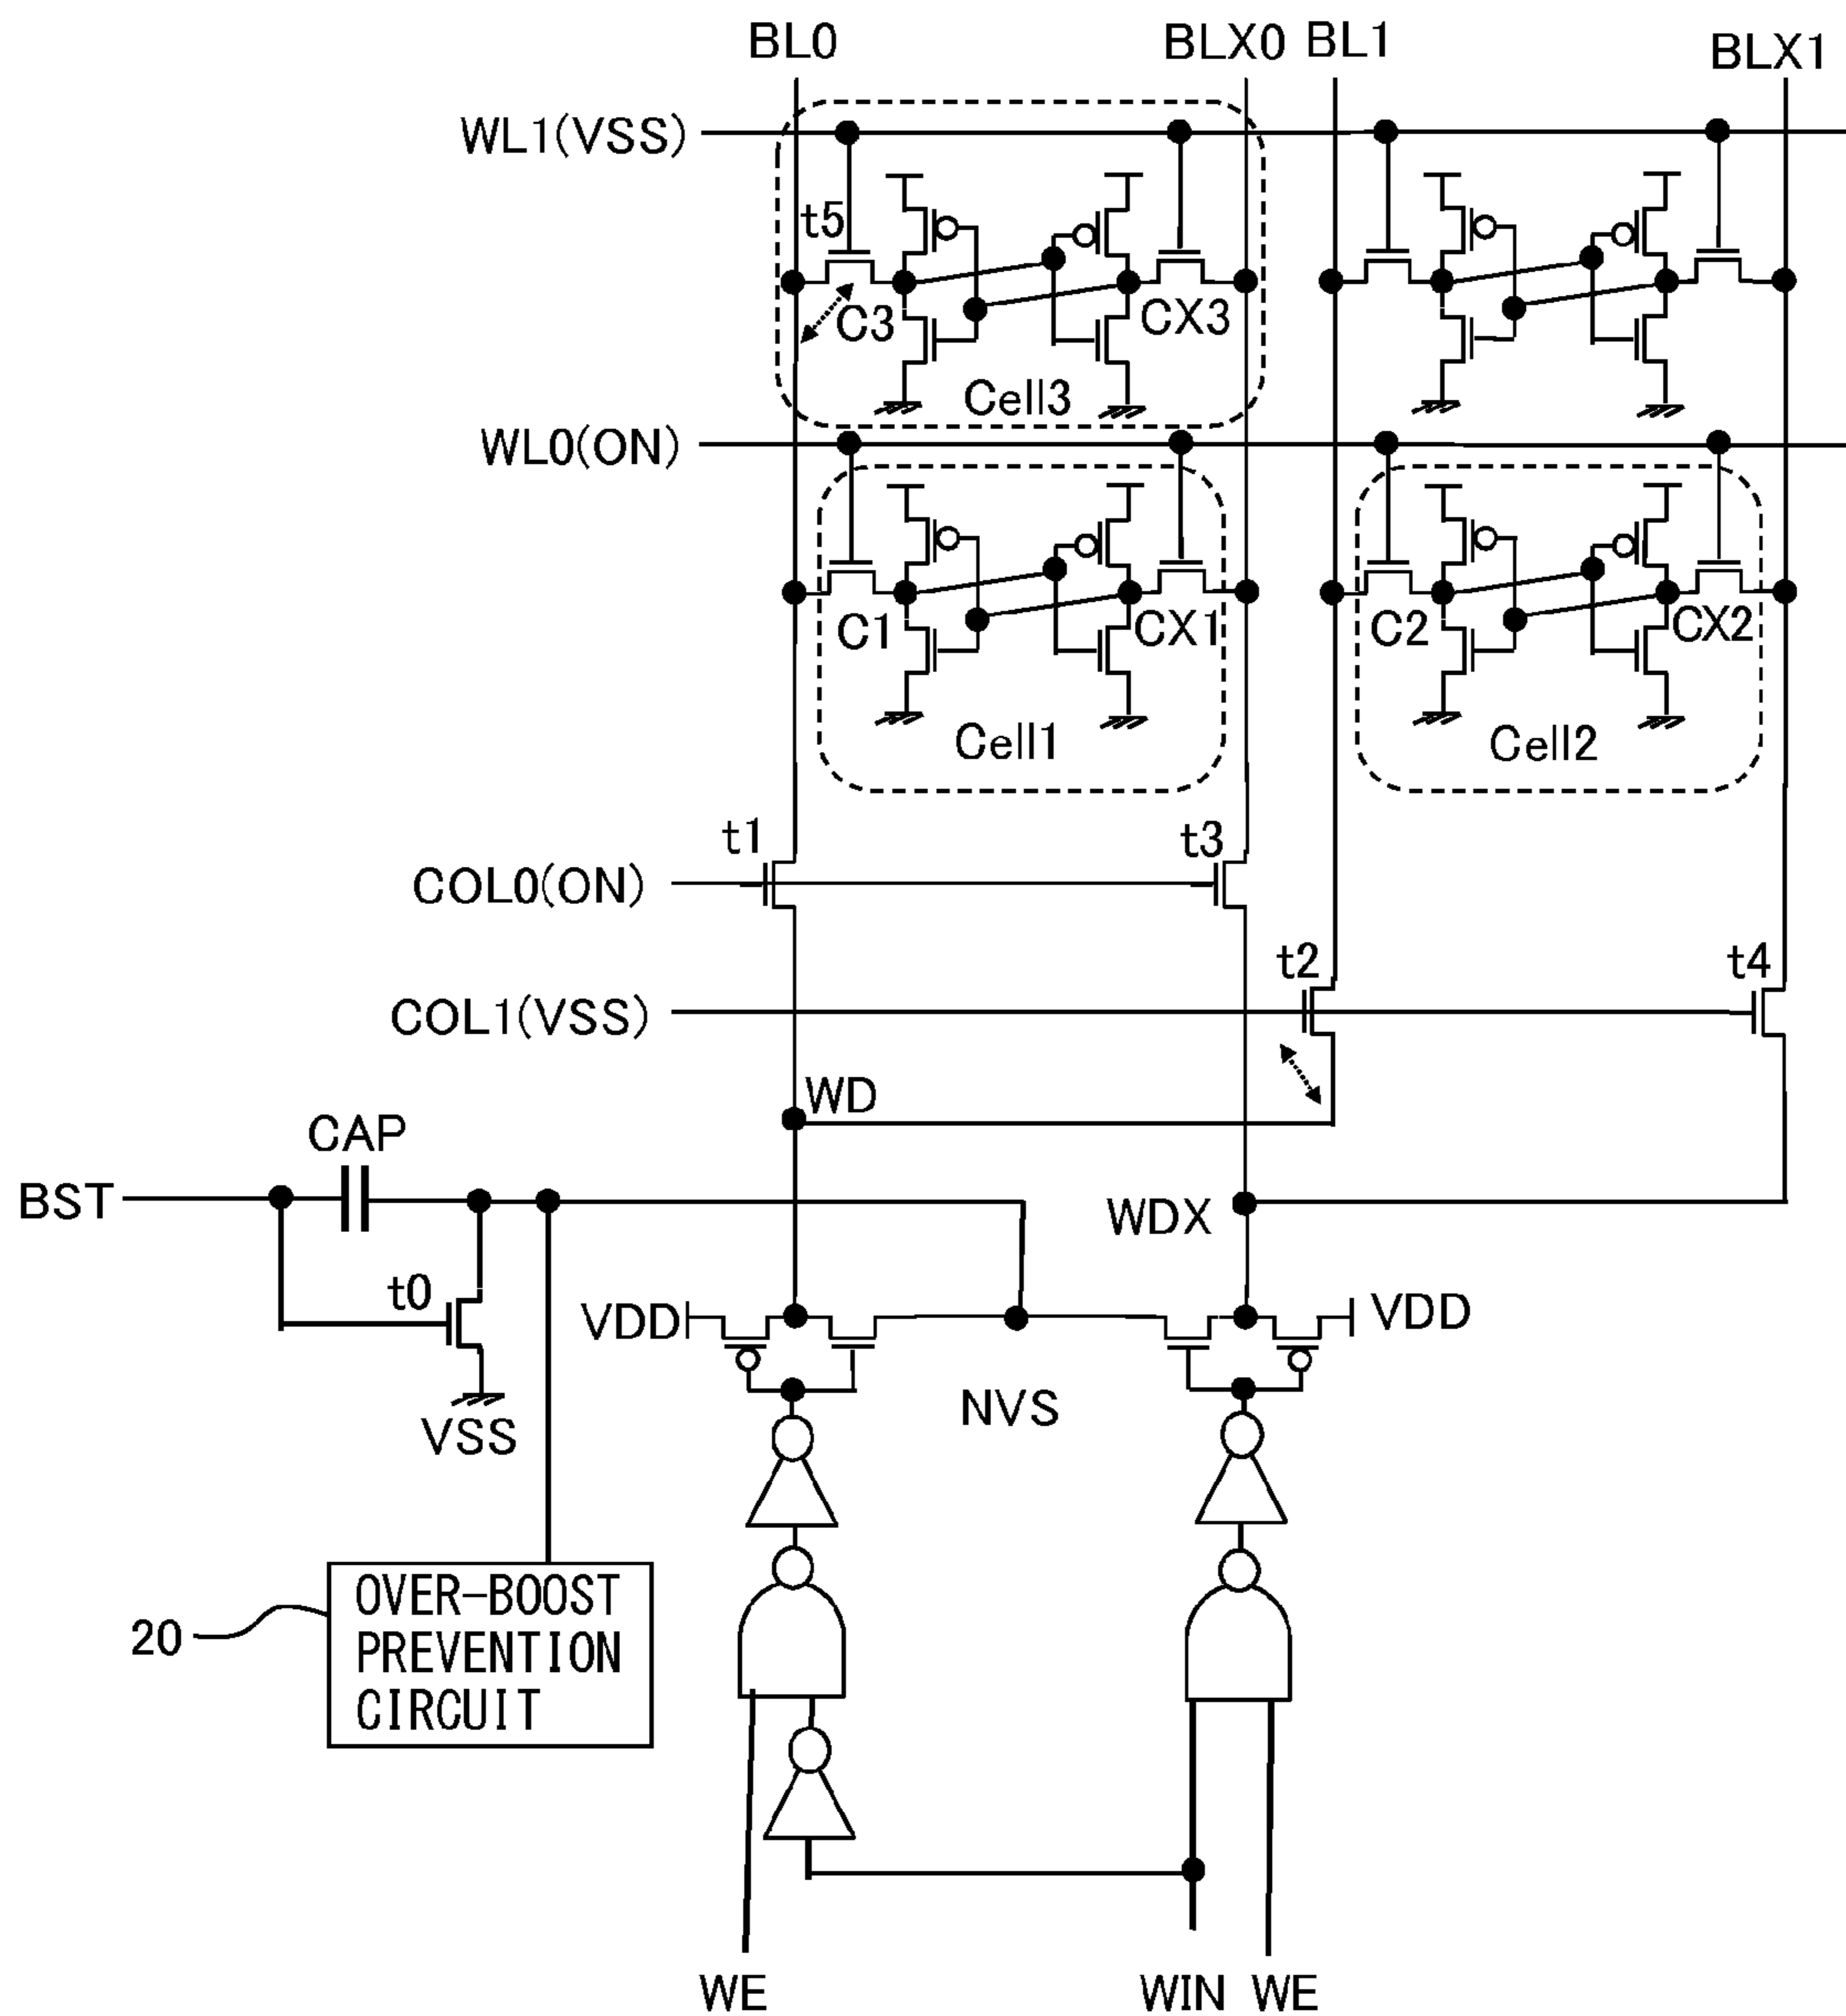 BL0
BLX0
BL1
BLX1
WL1(VSS)
t5
C3
CX3
Cell3
WL0(ON)
C1
CX1
C2
CX2
Cell1
Cell2
t1
t3
COL0(ON)
t2
t4
COL1(VSS)
WD
CAP
BST
WDX
t0
VDD
VDD
NVS
VSS
OVER-BOOST
PREVENTION
CIRCUIT
20
WE
WIN
WE